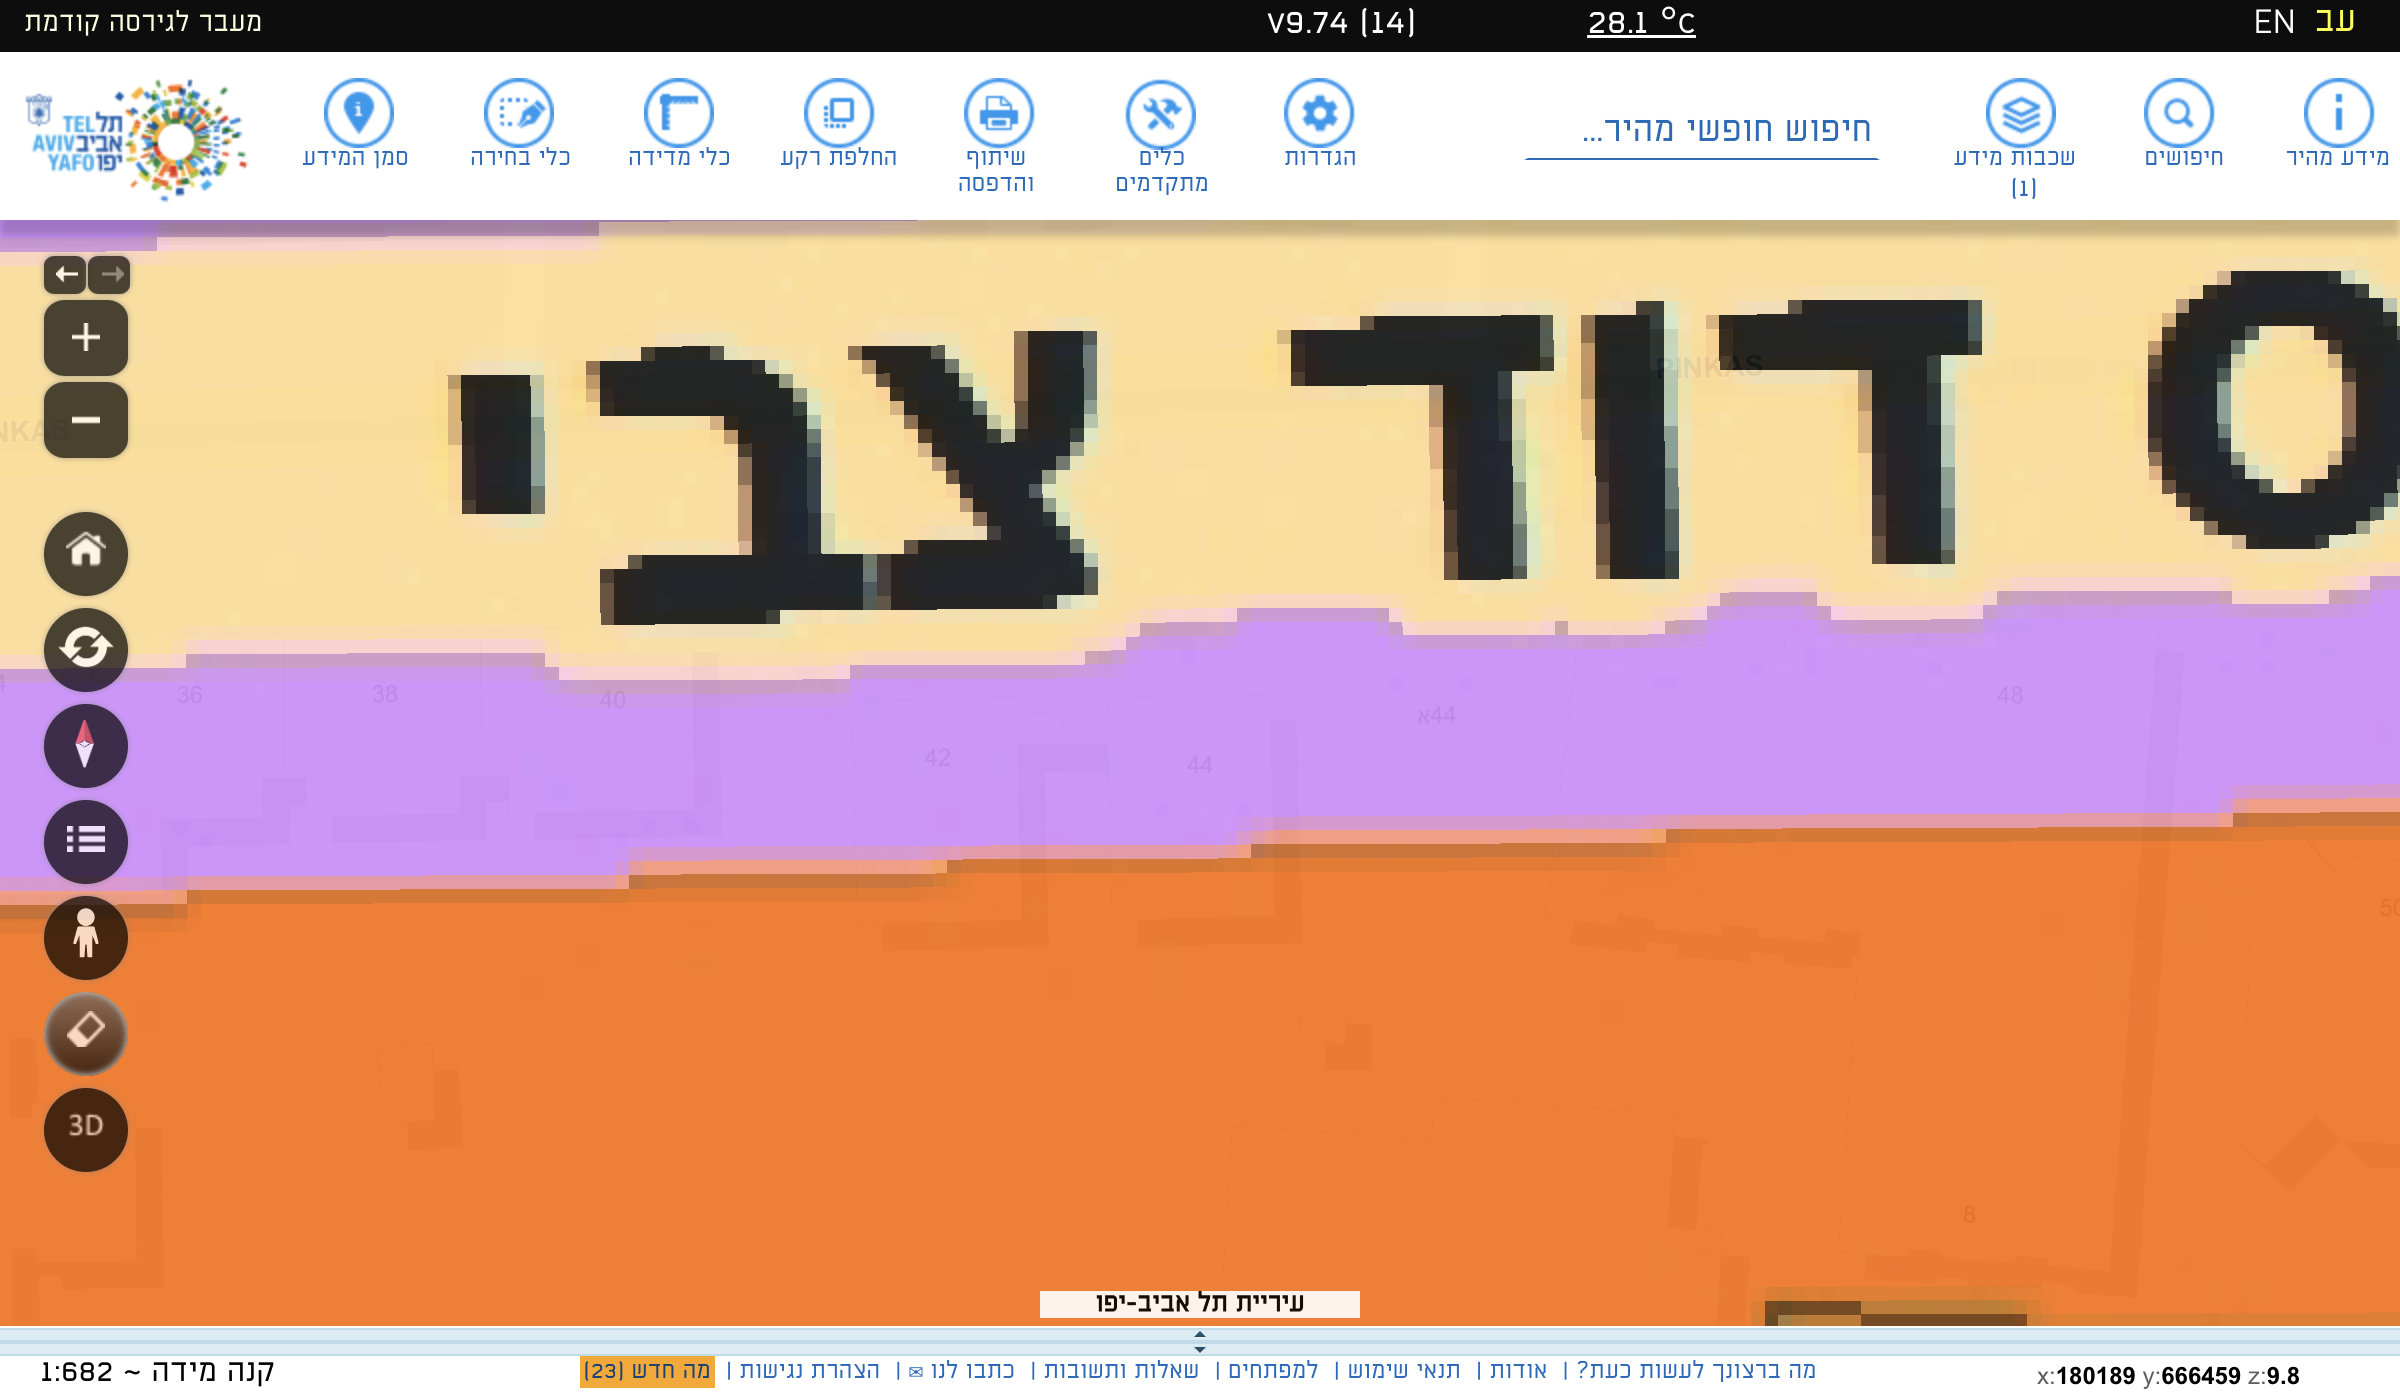 עב EN
28.1 °C
V9.74 (14)
מעבר לגירסה קודמת
מידע מהיר
חיפושים
שכבות מידע
(1)
חיפוש חופשי מהיר...
הגדרות
כלים
מתקדמים
שיתוף
והדפסה
החלפת רקע
כלי מדידה
כלי בחירה
סמן המידע
תל אביב יפו
TEL AVIV YAFO
ס דוד צבי
PINKAS
NKAS
36
38
40
42
44
44א
48
50
8
3D
עיריית תל אביב-יפו
מה ברצונך לעשות כעת? | אודות | תנאי שימוש | למפתחים | שאלות ותשובות | כתבו לנו ✉ | הצהרת נגישות | מה חדש (23)
קנה מידה ~ 1:682
x:180189 y:666459 z:9.8